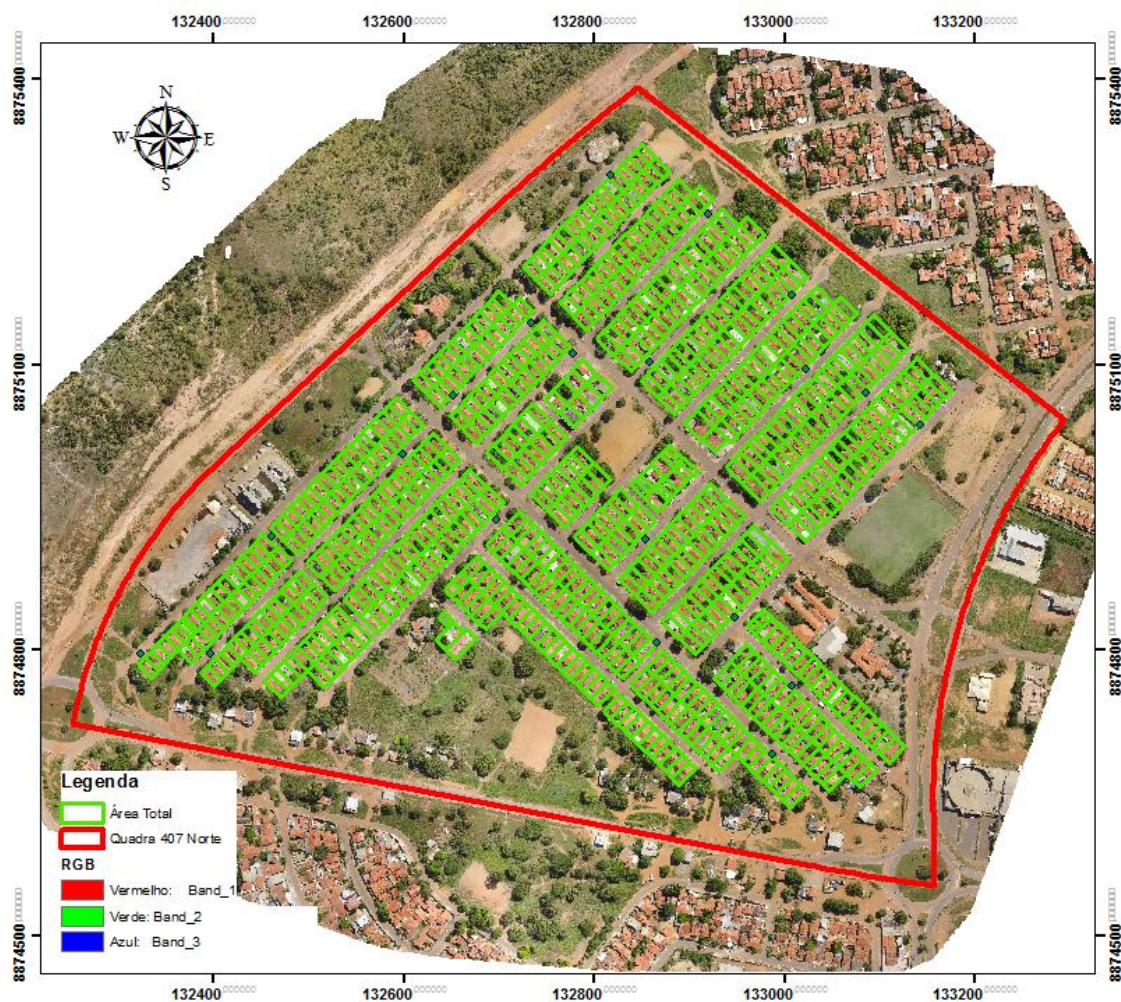 132400 132600 132800 133000 133200
8875400 8875400
N
W E
S
8875100 8875100
8874800 8874800
Legenda
Área Total
Quadra 407 Norte
RGB
Vermelho: Band_1
Verde: Band_2
Azul: Band_3
8874500 8874500
132400 132600 132800 133000 133200